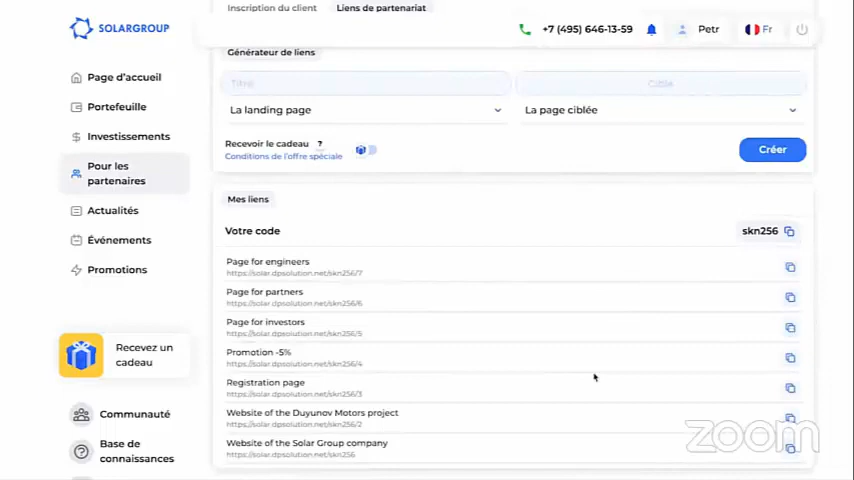 Inscription du client
Liens de partenariat
SOLARGROUP
+7 (495) 646-13-59
Petr
Fr
Générateur de liens
Page d'accueil
Titre
Cible
Portefeuille
La landing page
La page ciblée
Investissements
Recevoir le cadeau ?
Conditions de l'offre spéciale
Créer
Pour les
partenaires
Mes liens
Actualités
Votre code
skn256
Événements
Page for engineers
https://solar.dpsolution.net/skn256/7
Promotions
Page for partners
https://solar.dpsolution.net/skn256/6
Page for investors
https://solar.dpsolution.net/skn256/5
Recevez un
cadeau
Promotion -5%
https://solar.dpsolution.net/skn256/4
Registration page
https://solar.dpsolution.net/skn256/3
Communauté
Website of the Duyunov Motors project
https://solar.dpsolution.net/skn256/2
Base de
connaissances
Website of the Solar Group company
https://solar.dpsolution.net/skn256
zoom